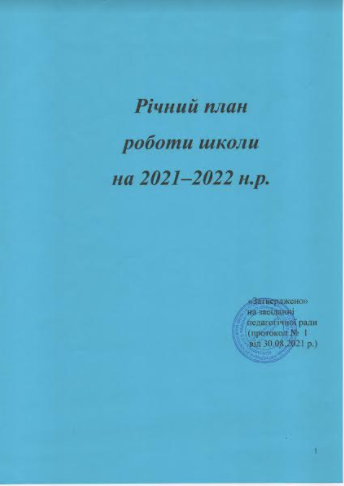 Річний план
роботи школи
на 2021–2022 н.р.
«Затверджено»
на засіданні
педагогічної ради
(протокол № 1
від 30.08.2021 р.)
1